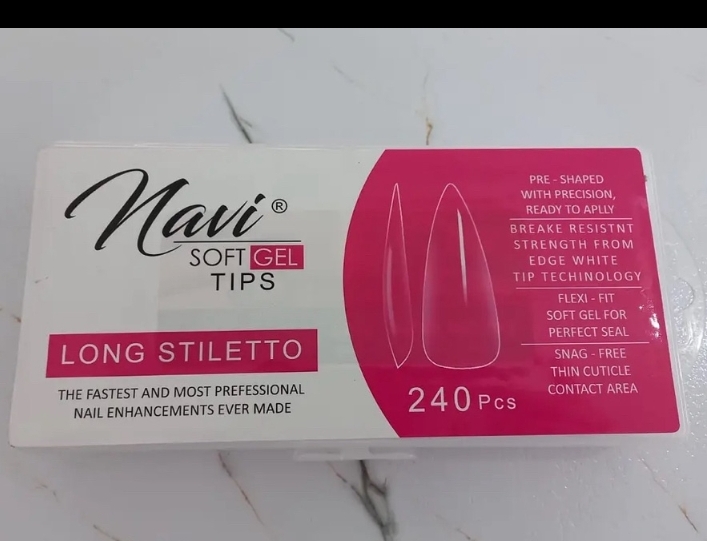 Navi®
SOFT GEL
TIPS
LONG STILETTO
THE FASTEST AND MOST PREFESSIONAL
NAIL ENHANCEMENTS EVER MADE
240 Pcs
PRE - SHAPED
WITH PRECISION,
READY TO APLLY
BREAKE RESISTNT
STRENGTH FROM
EDGE WHITE
TIP TECHINOLOGY
FLEXI - FIT
SOFT GEL FOR
PERFECT SEAL
SNAG - FREE
THIN CUTICLE
CONTACT AREA